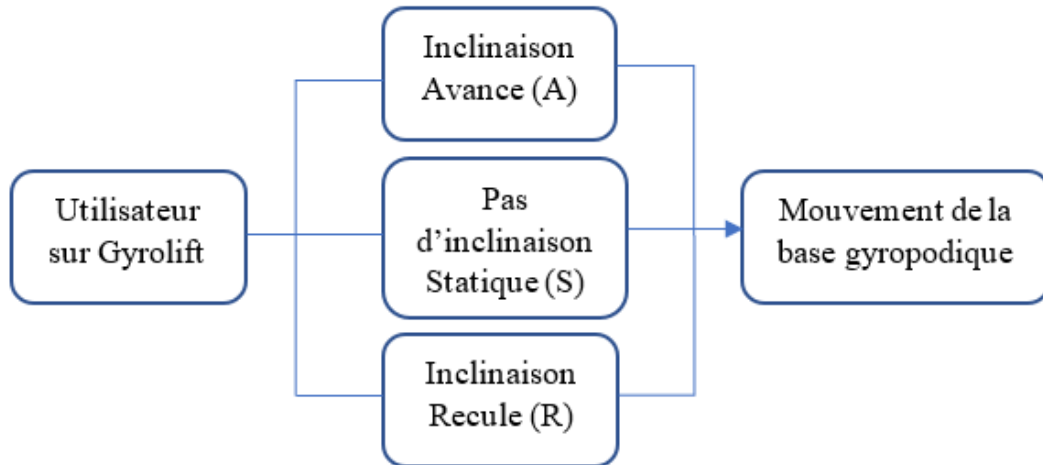 Utilisateur
sur Gyrolift
Inclinaison
Avance (A)
Pas
d’inclinaison
Statique (S)
Inclinaison
Recule (R)
Mouvement de la
base gyropodique